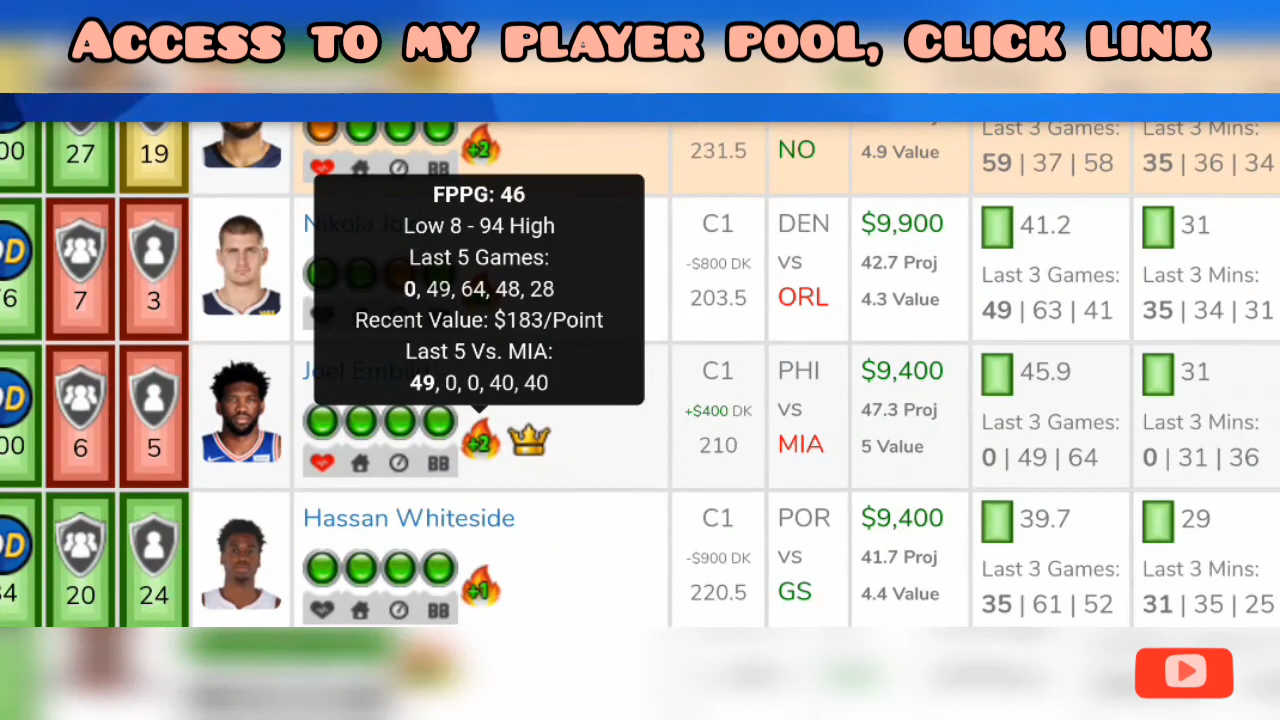 ACCESS TO MY PLAYER POOL, CLICK LINK
00 27 19 +2 BB 231.5 NO 4.9 Value Last 3 Games: 59 | 37 | 58 Last 3 Mins: 35 | 36 | 34
FPPG: 46
Low 8 - 94 High
Last 5 Games:
0, 49, 64, 48, 28
Recent Value: $183/Point
Last 5 Vs. MIA:
49, 0, 0, 40, 40
Nikola Jo
D 76 7 3
C1 DEN $9,900 41.2 31
-$800 DK vs 42.7 Proj Last 3 Games: Last 3 Mins:
203.5 ORL 4.3 Value 49 | 63 | 41 35 | 34 | 31
Joel Embiid
D 00 6 5 +2 BB
C1 PHI $9,400 45.9 31
+$400 DK vs 47.3 Proj Last 3 Games: Last 3 Mins:
210 MIA 5 Value 0 | 49 | 64 0 | 31 | 36
Hassan Whiteside
D 34 20 24 +1 BB
C1 POR $9,400 39.7 29
-$900 DK vs 41.7 Proj Last 3 Games: Last 3 Mins:
220.5 GS 4.4 Value 35 | 61 | 52 31 | 35 | 25